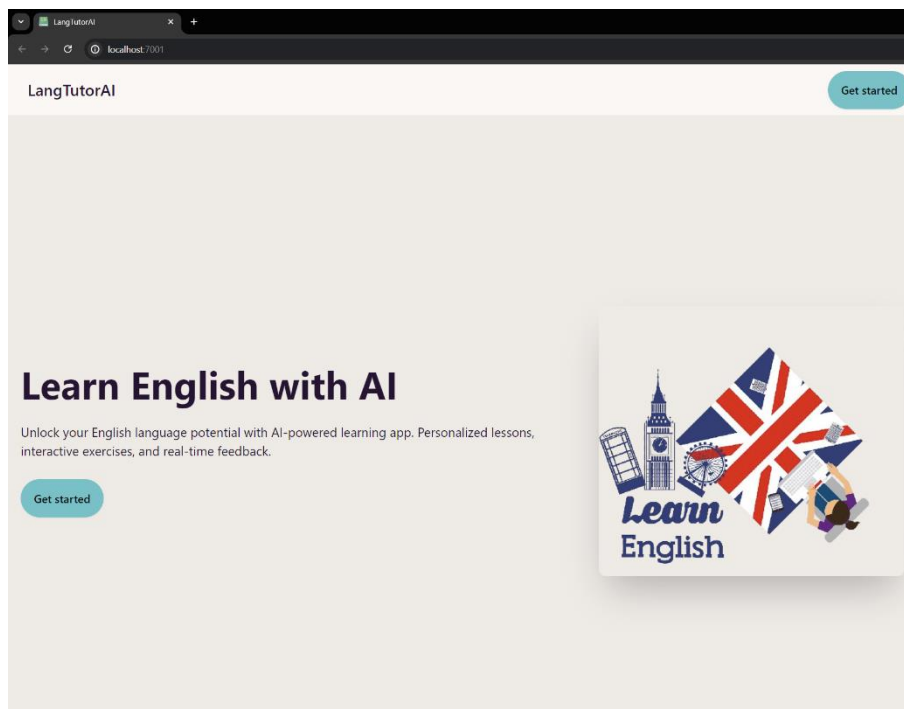 LangTutorAI
localhost:7001
LangTutorAI
Get started
Learn English with AI
Unlock your English language potential with AI-powered learning app. Personalized lessons,
interactive exercises, and real-time feedback.
Get started
Learn
English